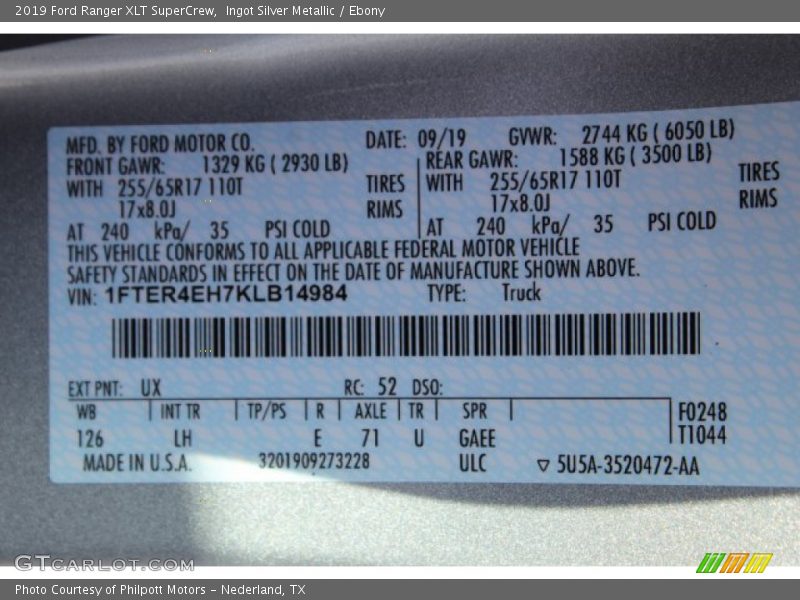 2019 Ford Ranger XLT SuperCrew, Ingot Silver Metallic / Ebony
MFD. BY FORD MOTOR CO. DATE: 09/19 GVWR: 2744 KG ( 6050 LB)
FRONT GAWR: 1329 KG ( 2930 LB) REAR GAWR: 1588 KG ( 3500 LB)
WITH 255/65R17 110T TIRES WITH 255/65R17 110T TIRES
17x8.0J RIMS 17x8.0J RIMS
AT 240 kPa/ 35 PSI COLD AT 240 kPa/ 35 PSI COLD
THIS VEHICLE CONFORMS TO ALL APPLICABLE FEDERAL MOTOR VEHICLE
SAFETY STANDARDS IN EFFECT ON THE DATE OF MANUFACTURE SHOWN ABOVE.
VIN: 1FTER4EH7KLB14984 TYPE: Truck
EXT PNT: UX RC: 52 DSO:
WB INT TR TP/PS R AXLE TR SPR F0248
126 LH E 71 U GAEE T1044
MADE IN U.S.A. 3201909273228 ULC ▽ 5U5A-3520472-AA
GTCARLOT.COM
Photo Courtesy of Philpott Motors - Nederland, TX